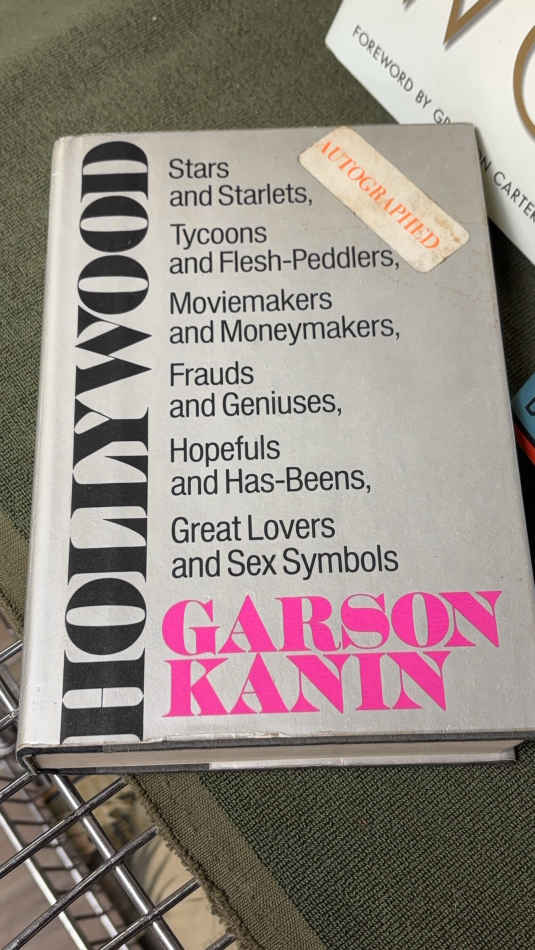 HOLLYWOOD
Stars
and Starlets,
Tycoons
and Flesh-Peddlers,
Moviemakers
and Moneymakers,
Frauds
and Geniuses,
Hopefuls
and Has-Beens,
Great Lovers
and Sex Symbols
GARSON
KANIN
AUTOGRAPHED
FOREWORD BY CARTER